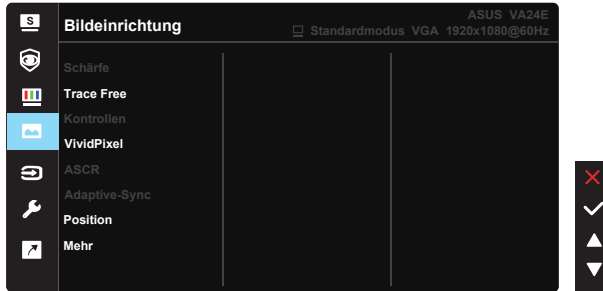 S
Bildeinrichtung
ASUS VA24E
Standardmodus VGA 1920x1080@60Hz
Schärfe
Trace Free
Kontrollen
VividPixel
ASCR
Adaptive-Sync
Position
Mehr